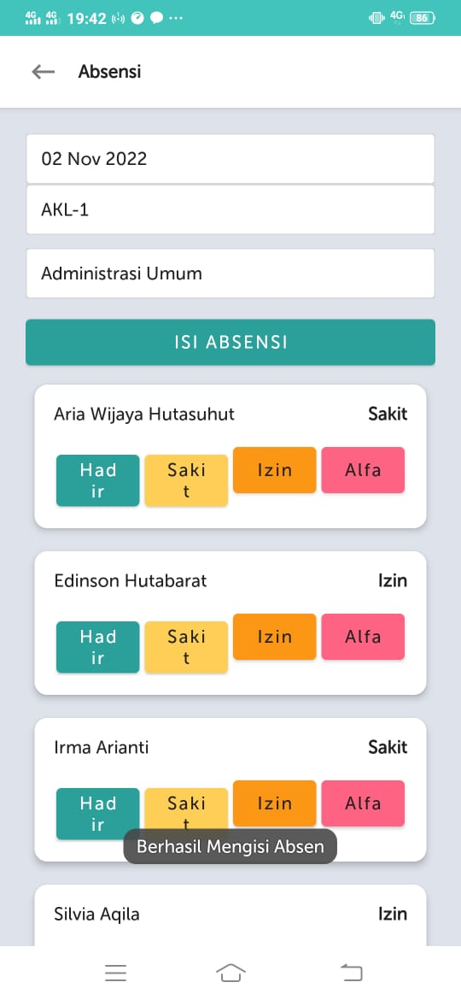 4G 4G 19:42 ... 4G 86
Absensi
02 Nov 2022
AKL-1
Administrasi Umum
ISI ABSENSI
Aria Wijaya Hutasuhut Sakit
Had Saki Izin Alfa
ir t
Edinson Hutabarat Izin
Had Saki Izin Alfa
ir t
Irma Arianti Sakit
Had Saki Izin Alfa
ir t
Berhasil Mengisi Absen
Silvia Aqila Izin